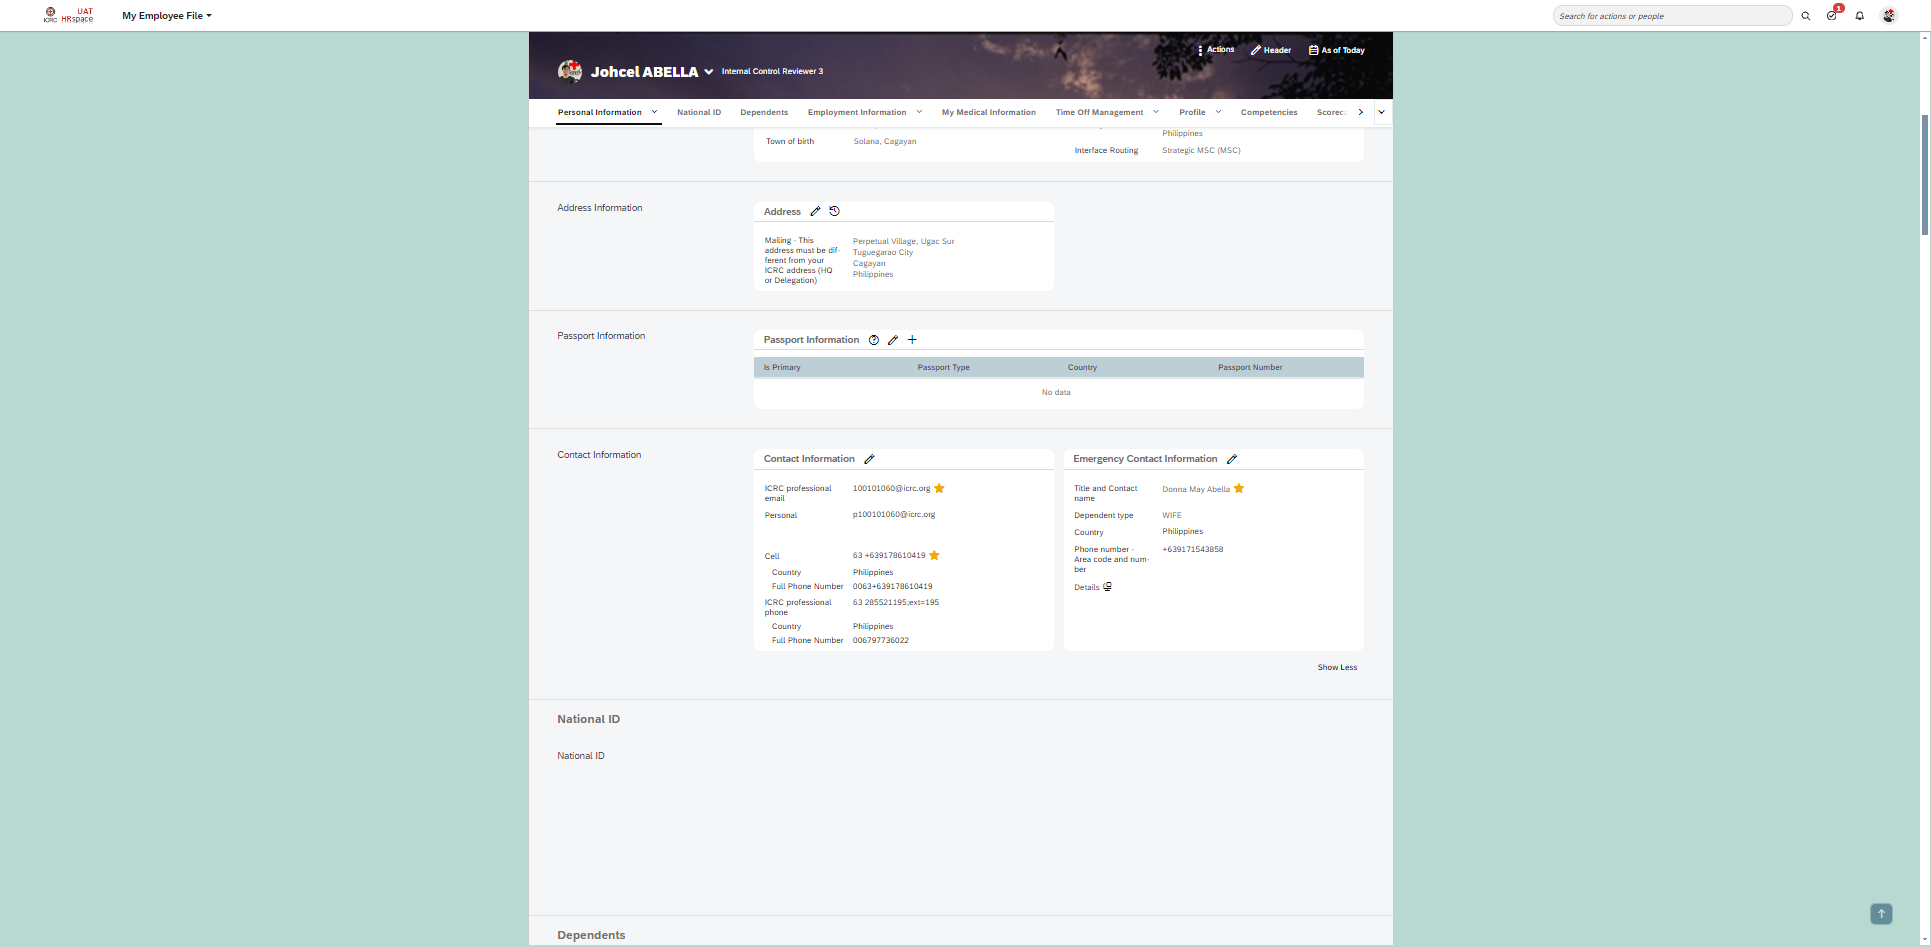 ICRC
UAT
HRspace
My Employee File
Search for actions or people
1
Actions
Header
As of Today
Johcel ABELLA
Internal Control Reviewer 3
Personal Information
National ID
Dependents
Employment Information
My Medical Information
Time Off Management
Profile
Competencies
Scorec
Town of birth
Solana, Cagayan
Philippines
Interface Routing
Strategic MSC (MSC)
Address Information
Address
Mailing - This
address must be dif-
ferent from your
ICRC address (HQ
or Delegation)
Perpetual Village, Ugac Sur
Tuguegarao City
Cagayan
Philippines
Passport Information
Passport Information
Is Primary
Passport Type
Country
Passport Number
No data
Contact Information
Contact Information
ICRC professional
email
100101060@icrc.org
Personal
p100101060@icrc.org
Cell
63 +639178610419
Country
Philippines
Full Phone Number
0063+639178610419
ICRC professional
phone
63 285521195;ext=195
Country
Philippines
Full Phone Number
006797736022
Emergency Contact Information
Title and Contact
name
Donna May Abella
Dependent type
WIFE
Country
Philippines
Phone number -
Area code and num-
ber
+639171543858
Details
Show Less
National ID
National ID
Dependents